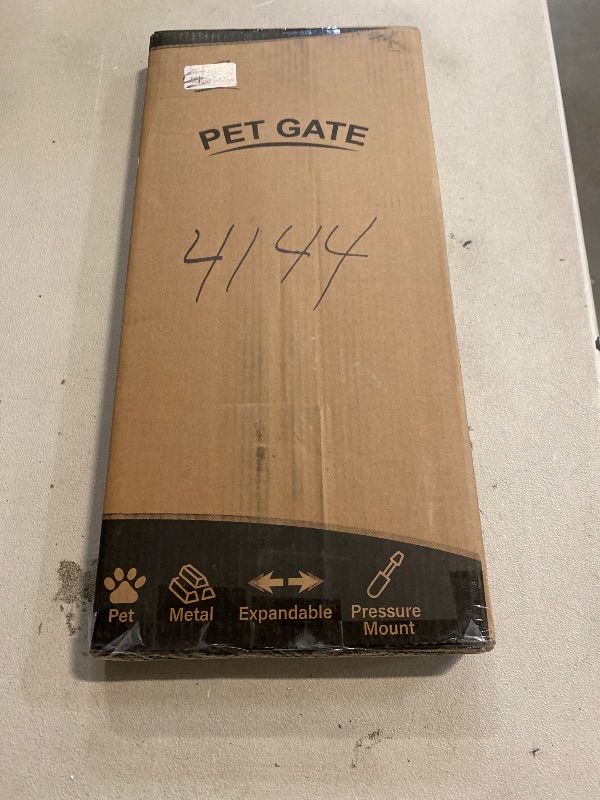 PET GATE
4144
Pet Metal Expandable Pressure
Mount